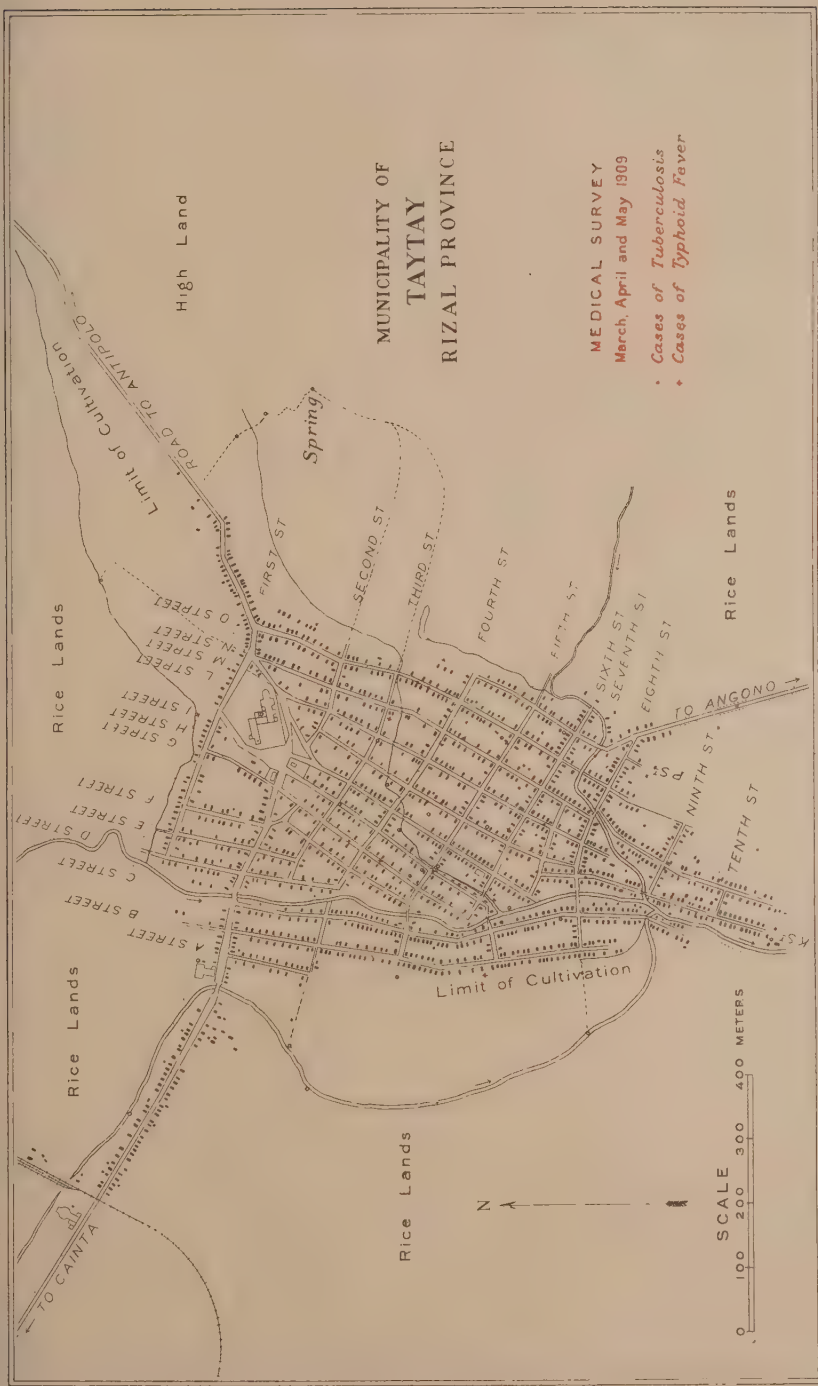 MUNICIPALITY OF
TAYTAY
RIZAL PROVINCE
MEDICAL SURVEY
March, April and May 1909
Cases of Tuberculosis
+ Cases of Typhoid Fever
High Land
Limit of Cultivation
ROAD TO ANTIPOLO
Spring
Rice Lands
Rice Lands
Rice Lands
Rice Lands
FIRST ST
SECOND ST
THIRD ST
FOURTH ST
FIFTH ST
SIXTH ST
SEVENTH ST
EIGHTH ST
NINTH ST.
TENTH ST
TO ANGONO
P St.
K St.
O STREET
N. STREET
M STREET
L STREET
I STREET
H STREET
G STREET
F STREET
E STREET
D STREET
C STREET
B STREET
A STREET
Limit of Cultivation
TO CAINTA
N
SCALE
0 100 200 300 400 METERS